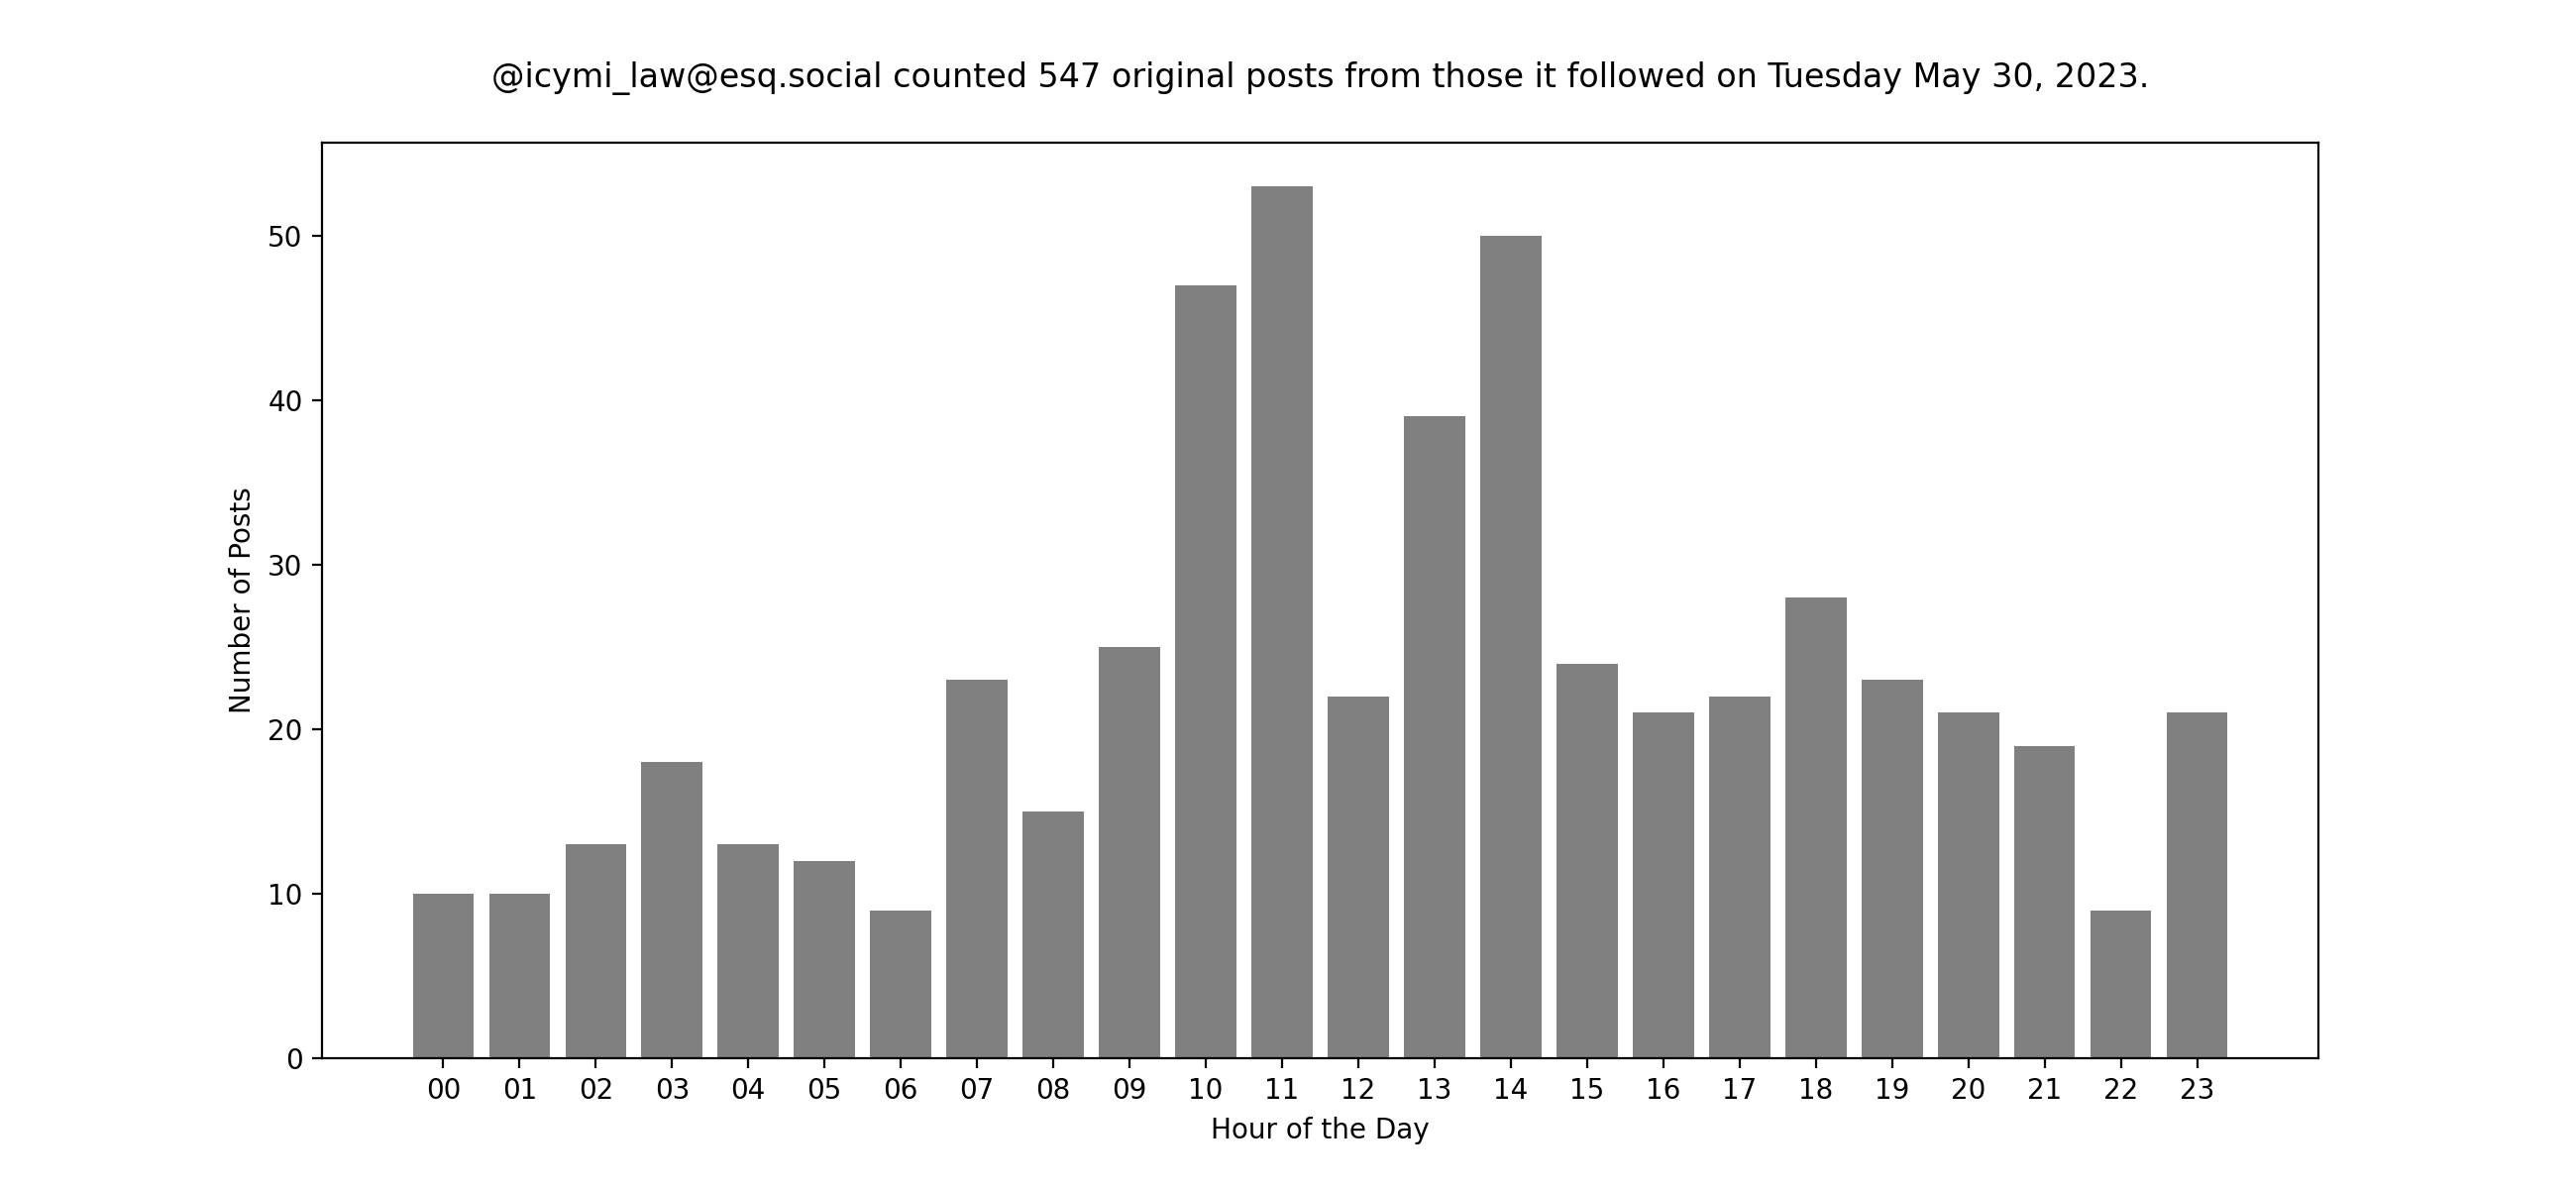 @icymi_law@esq.social counted 547 original posts from those it followed on Tuesday May 30, 2023.
50
40
30
20
10
0
Number of Posts
00 01 02 03 04 05 06 07 08 09 10 11 12 13 14 15 16 17 18 19 20 21 22 23
Hour of the Day